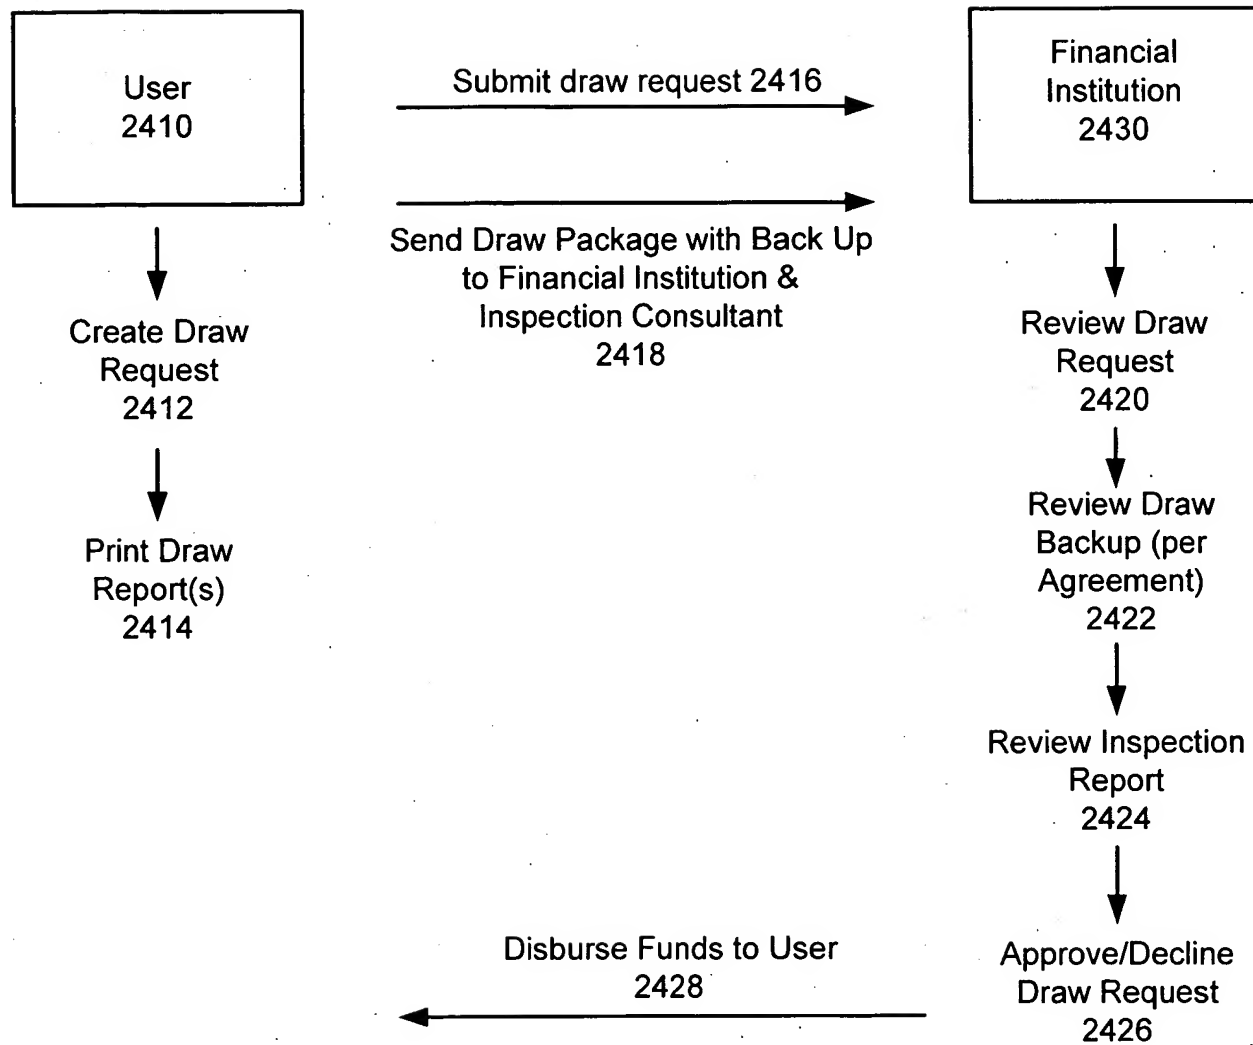 User
2410
Submit draw request 2416
Financial
Institution
2430
Send Draw Package with Back Up
to Financial Institution &
Inspection Consultant
2418
Create Draw
Request
2412
Print Draw
Report(s)
2414
Review Draw
Request
2420
Review Draw
Backup (per
Agreement)
2422
Review Inspection
Report
2424
Approve/Decline
Draw Request
2426
Disburse Funds to User
2428